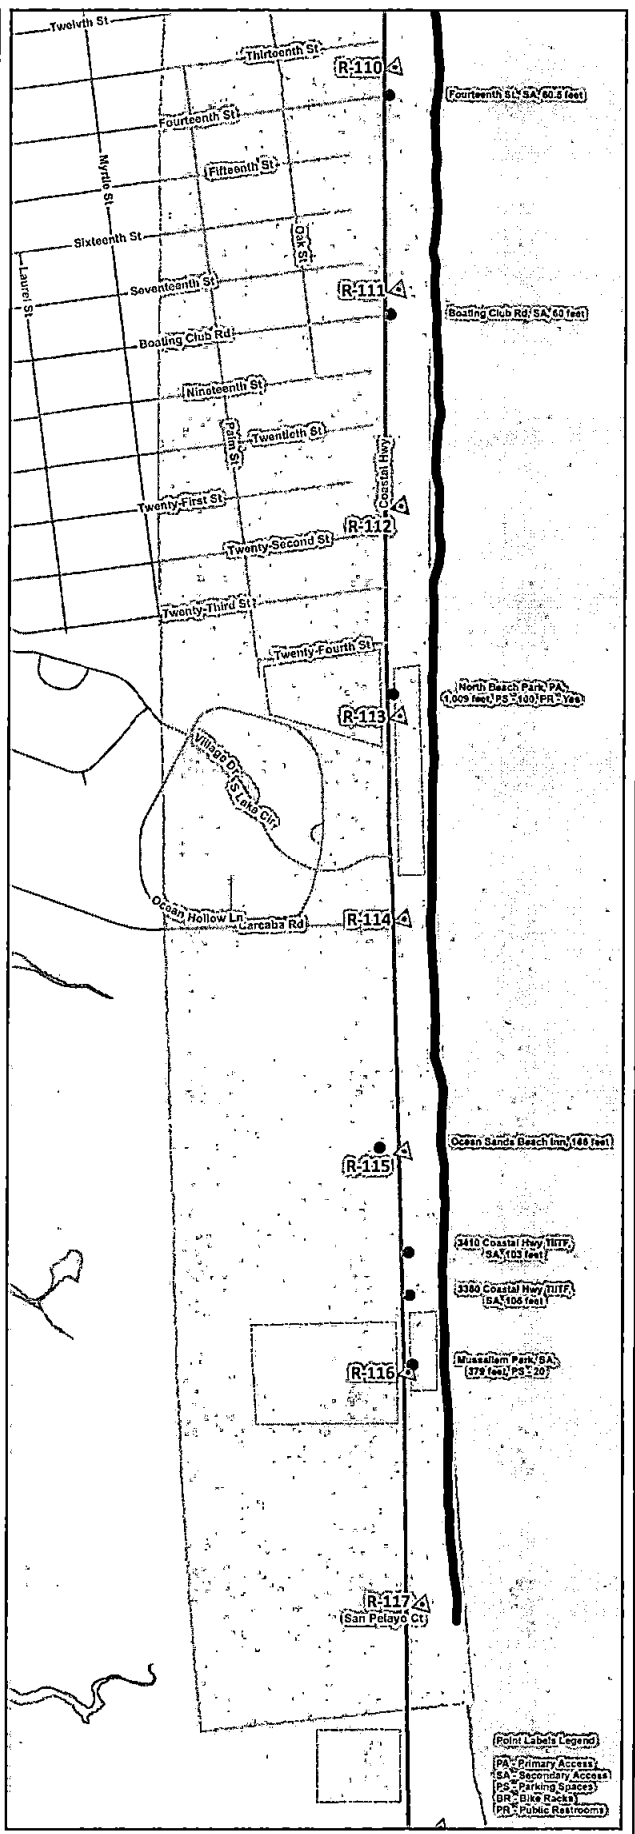 Twelvth St
Thirteenth St
R-110
Fourteenth St, SA, 60.5 feet
Fourteenth St
Myrtle St
Fifteenth St
Oak St
Sixteenth St
Laurel St
Seventeenth St
R-111
Boating Club Rd, SA, 60 feet
Boating Club Rd
Nineteenth St
Palm St
Twentieth St
Coastal Hwy
Twenty-First St
R-112
Twenty-Second St
Twenty-Third St
Twenty-Fourth St
North Beach Park, PA,
1,009 feet, PS - 100, PR - Yes
R-113
Village Dr
S Lake Cir
Ocean Hollow Ln
Carcaba Rd
R-114
Ocean Sands Beach Inn, 146 feet
R-115
3410 Coastal Hwy TIITF,
SA, 103 feet
3360 Coastal Hwy TIITF,
SA, 106 feet
Mussallem Park, SA,
379 feet, PS - 20
R-116
R-117
San Pelayo Ct
Point Labels Legend
PA - Primary Access
SA - Secondary Access
PS - Parking Spaces
BR - Bike Racks
PR - Public Restrooms